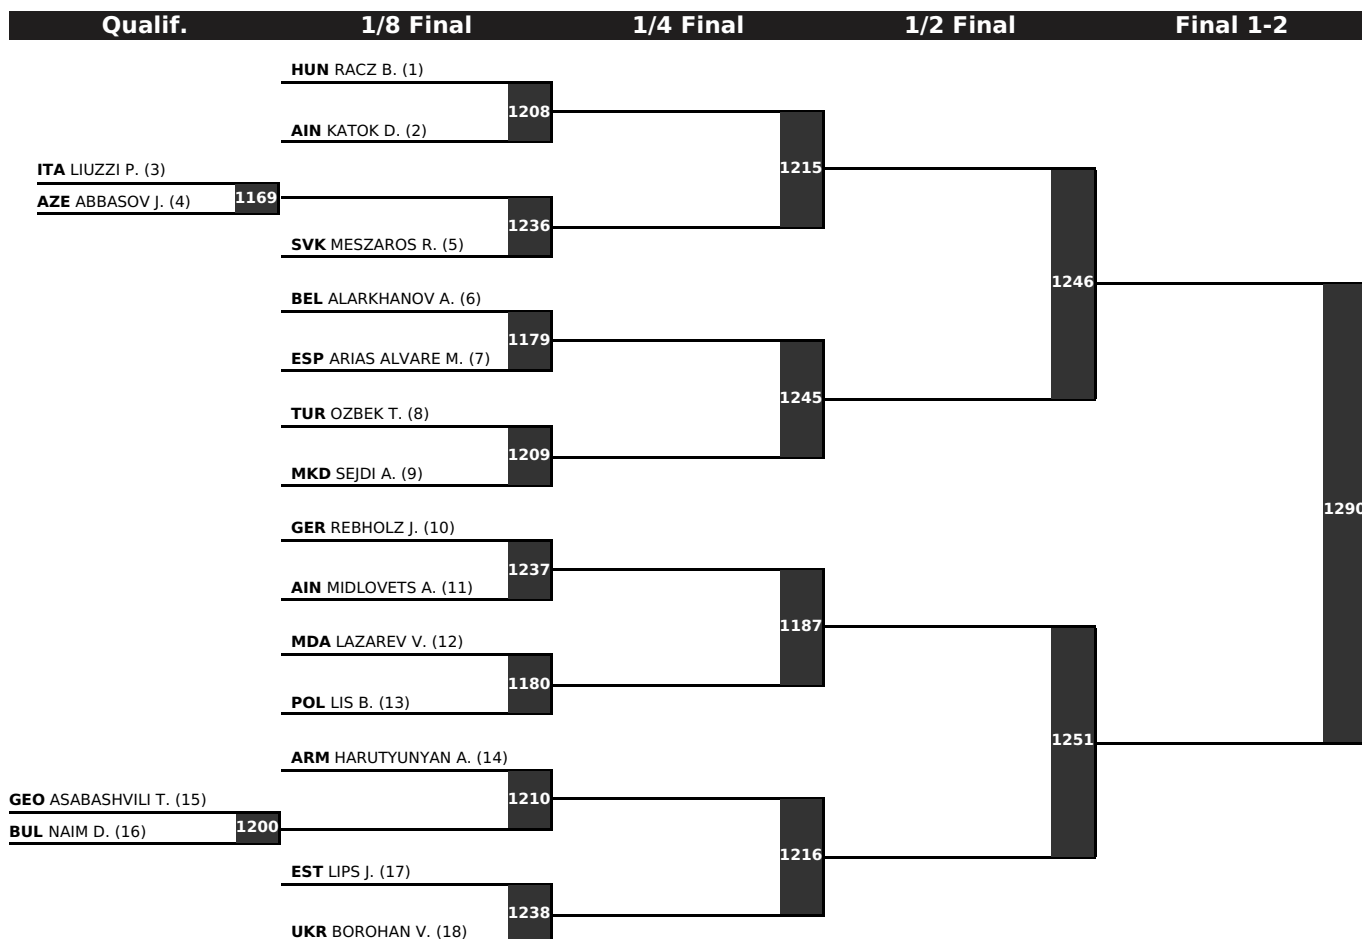 Qualif. 1/8 Final 1/4 Final 1/2 Final Final 1-2
HUN RACZ B. (1)
1208
AIN KATOK D. (2)
ITA LIUZZI P. (3)
1215
AZE ABBASOV J. (4) 1169
1236
SVK MESZAROS R. (5)
1246
BEL ALARKHANOV A. (6)
1179
ESP ARIAS ALVARE M. (7)
1245
TUR OZBEK T. (8)
1209
MKD SEJDI A. (9)
1290
GER REBHOLZ J. (10)
1237
AIN MIDLOVETS A. (11)
1187
MDA LAZAREV V. (12)
1180
POL LIS B. (13)
1251
ARM HARUTYUNYAN A. (14)
GEO ASABASHVILI T. (15)
1210
BUL NAIM D. (16) 1200
1216
EST LIPS J. (17)
1238
UKR BOROHAN V. (18)